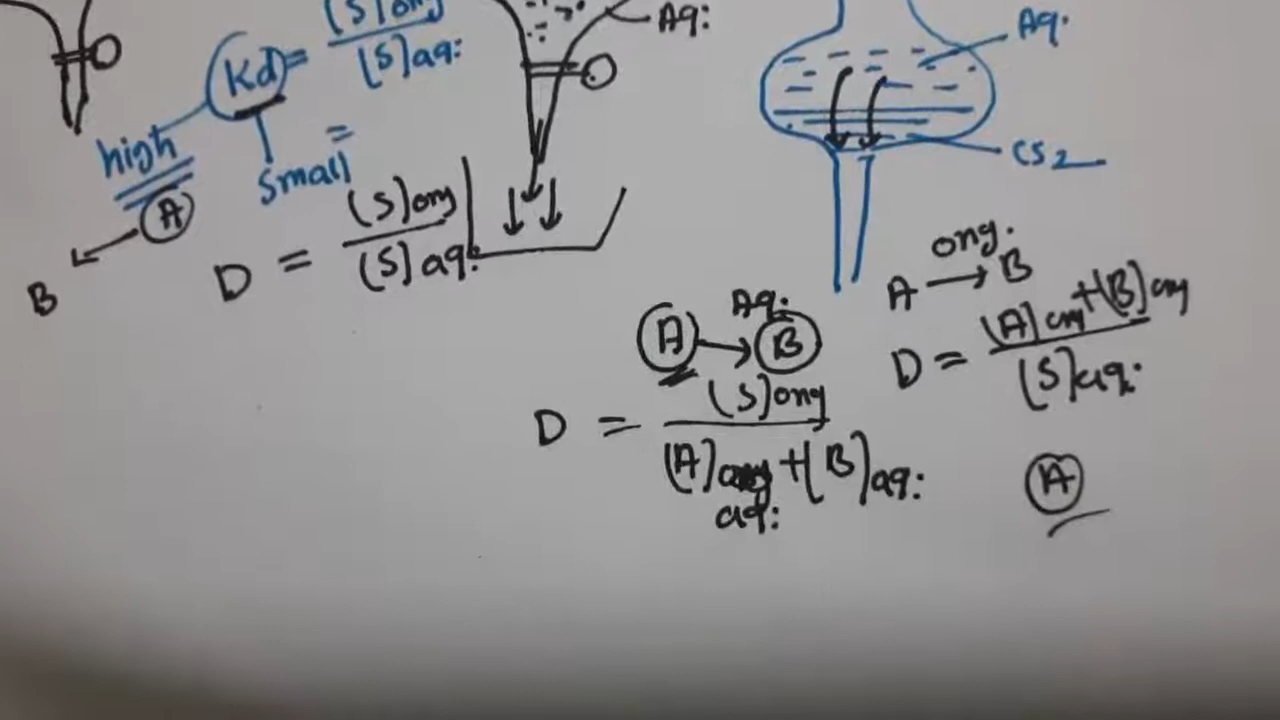 Kd = [S]org
[S]aq:
high
small
=
A
B
D = [S]org
[S]aq:
Aq:
Aq.
CS2
A org. → B
D = [A]org + [B]org
[S]aq:
A Aq: → B
D = [S]org
[A] + [B]aq:
aq:
A